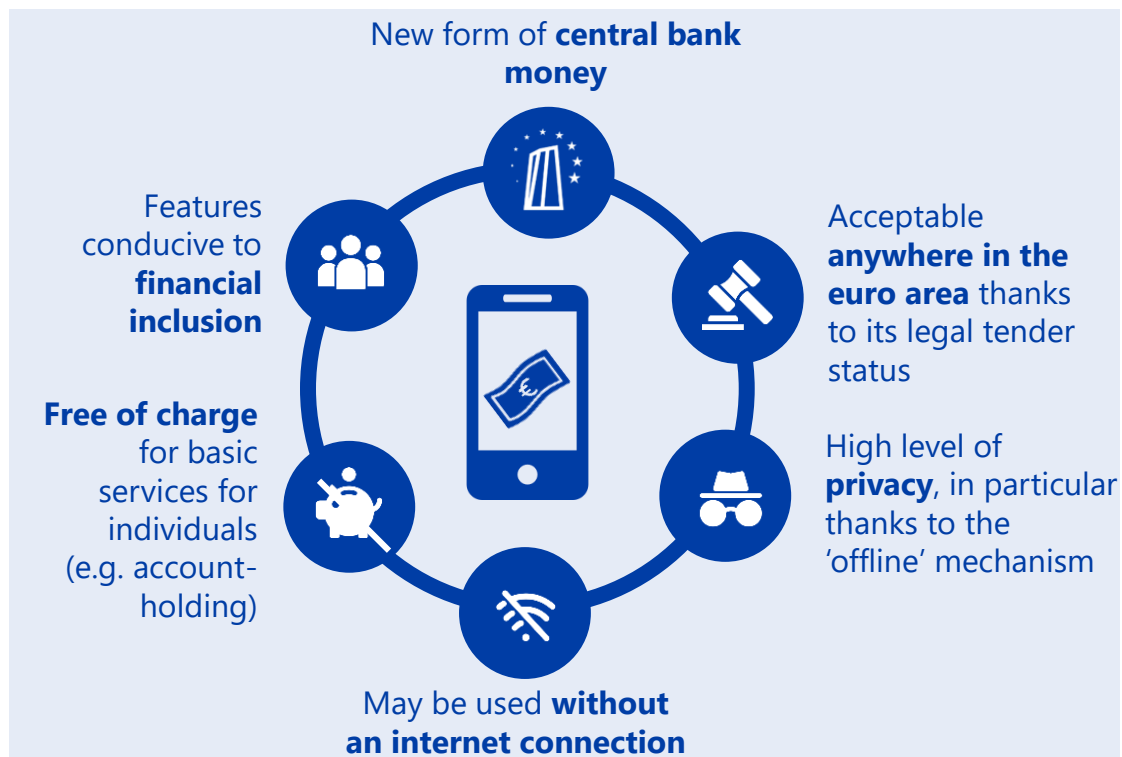 New form of central bank
money
Acceptable
anywhere in the
euro area thanks
to its legal tender
status
High level of
privacy, in particular
thanks to the
‘offline’ mechanism
May be used without
an internet connection
Free of charge
for basic
services for
individuals
(e.g. account-
holding)
Features
conducive to
financial
inclusion
€